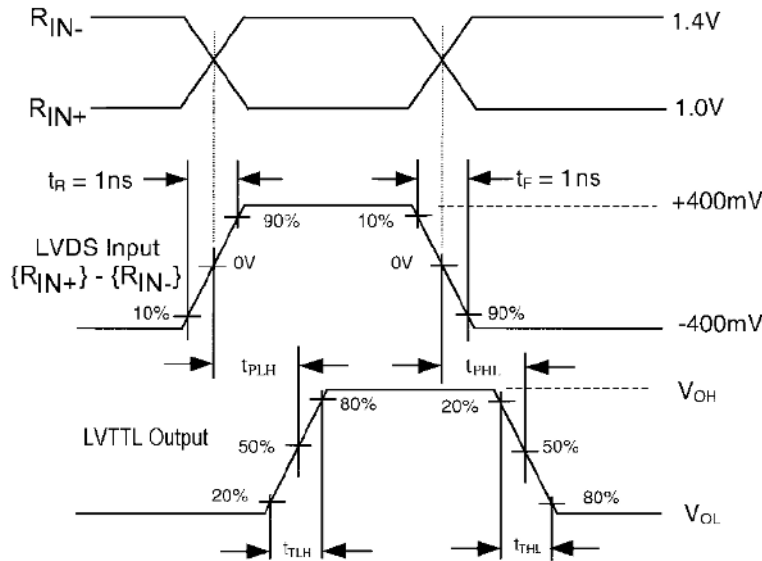 RIN-
1.4V
RIN+
1.0V
tR = 1ns
tF = 1ns
+400mV
90%
10%
LVDS Input
{RIN+} - {RIN-}
0V
0V
10%
90%
-400mV
tPLH
tPHL
VOH
80%
20%
LVTTL Output
50%
50%
20%
80%
VOL
tTLH
tTHL